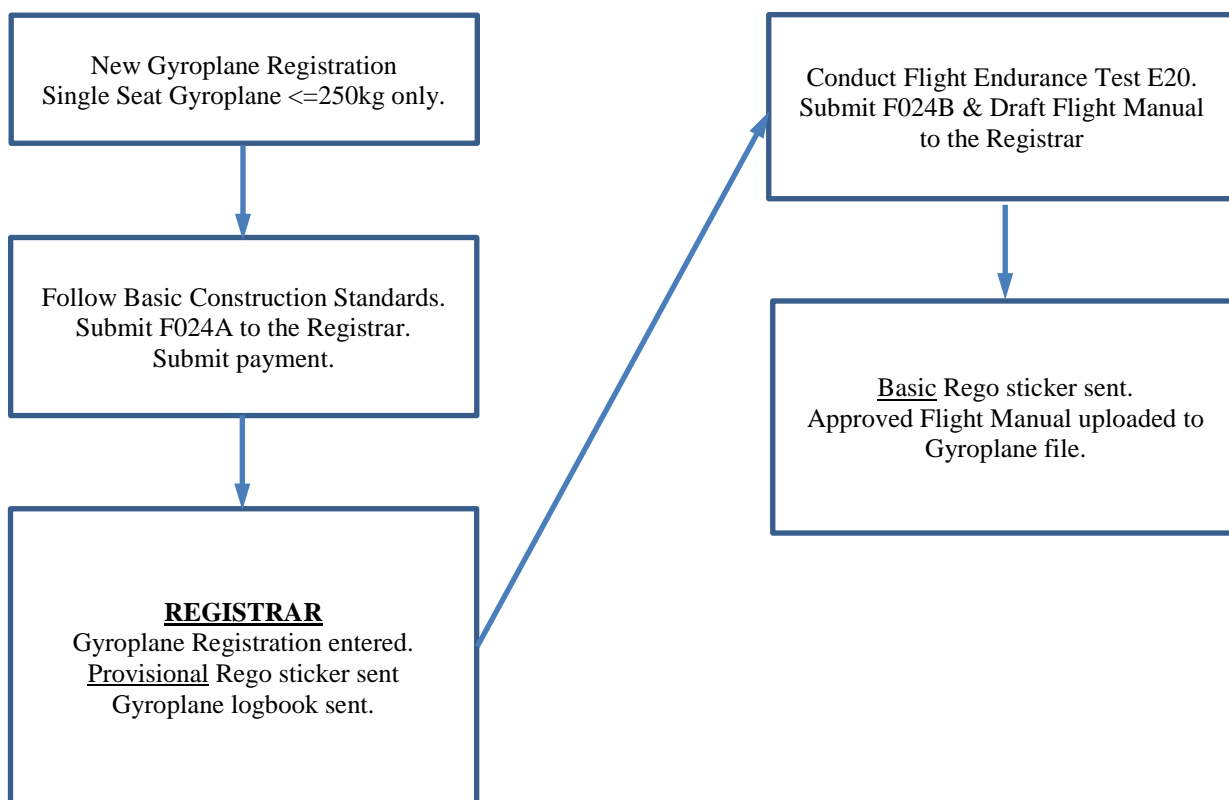 New Gyroplane Registration
Single Seat Gyroplane <=250kg only.
Follow Basic Construction Standards.
Submit F024A to the Registrar.
Submit payment.
REGISTRAR
Gyroplane Registration entered.
Provisional Rego sticker sent
Gyroplane logbook sent.
Conduct Flight Endurance Test E20.
Submit F024B & Draft Flight Manual
to the Registrar
Basic Rego sticker sent.
Approved Flight Manual uploaded to
Gyroplane file.